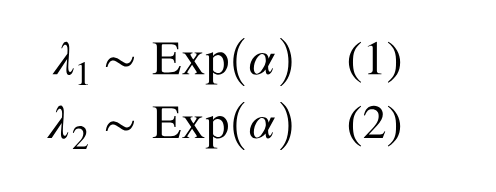 λ₁ ~ Exp(α) (1)
λ₂ ~ Exp(α) (2)